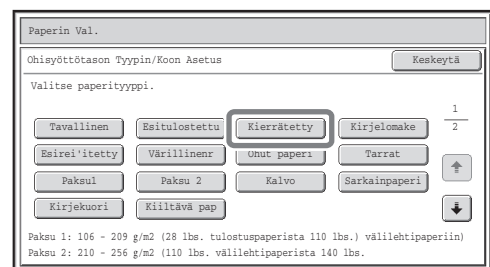 Paperin Val.
Ohisyöttötason Tyypin/Koon Asetus Keskeytä
Valitse paperityyppi.
1
Tavallinen Esitulostettu Kierrätetty Kirjelomake 2
Esirei'itetty Värillinenr Ohut paperi Tarrat
Paksu1 Paksu 2 Kalvo Sarkainpaperi
Kirjekuori Kiiltävä pap
Paksu 1: 106 - 209 g/m2 (28 lbs. tulostuspaperista 110 lbs.) välilehtipaperiin)
Paksu 2: 210 - 256 g/m2 (110 lbs. välilehtipaperista 140 lbs.